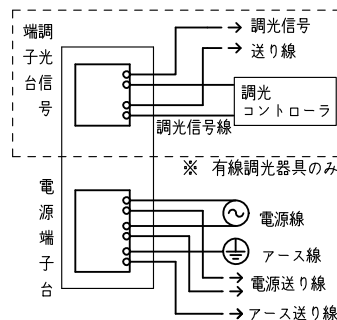 調光信号
端子台
調光信号
送り線
調光
コントローラ
調光信号線
※ 有線調光器具のみ
電源端子台
電源線
アース線
電源送り線
アース送り線